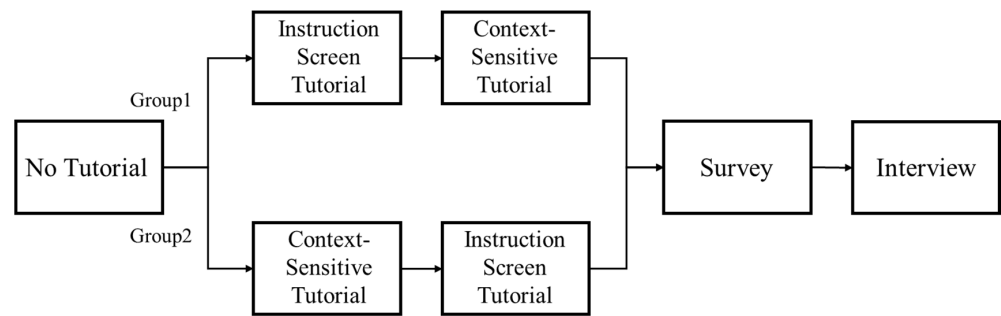 No Tutorial
Group1
Instruction
Screen
Tutorial
Context-
Sensitive
Tutorial
Group2
Context-
Sensitive
Tutorial
Instruction
Screen
Tutorial
Survey
Interview